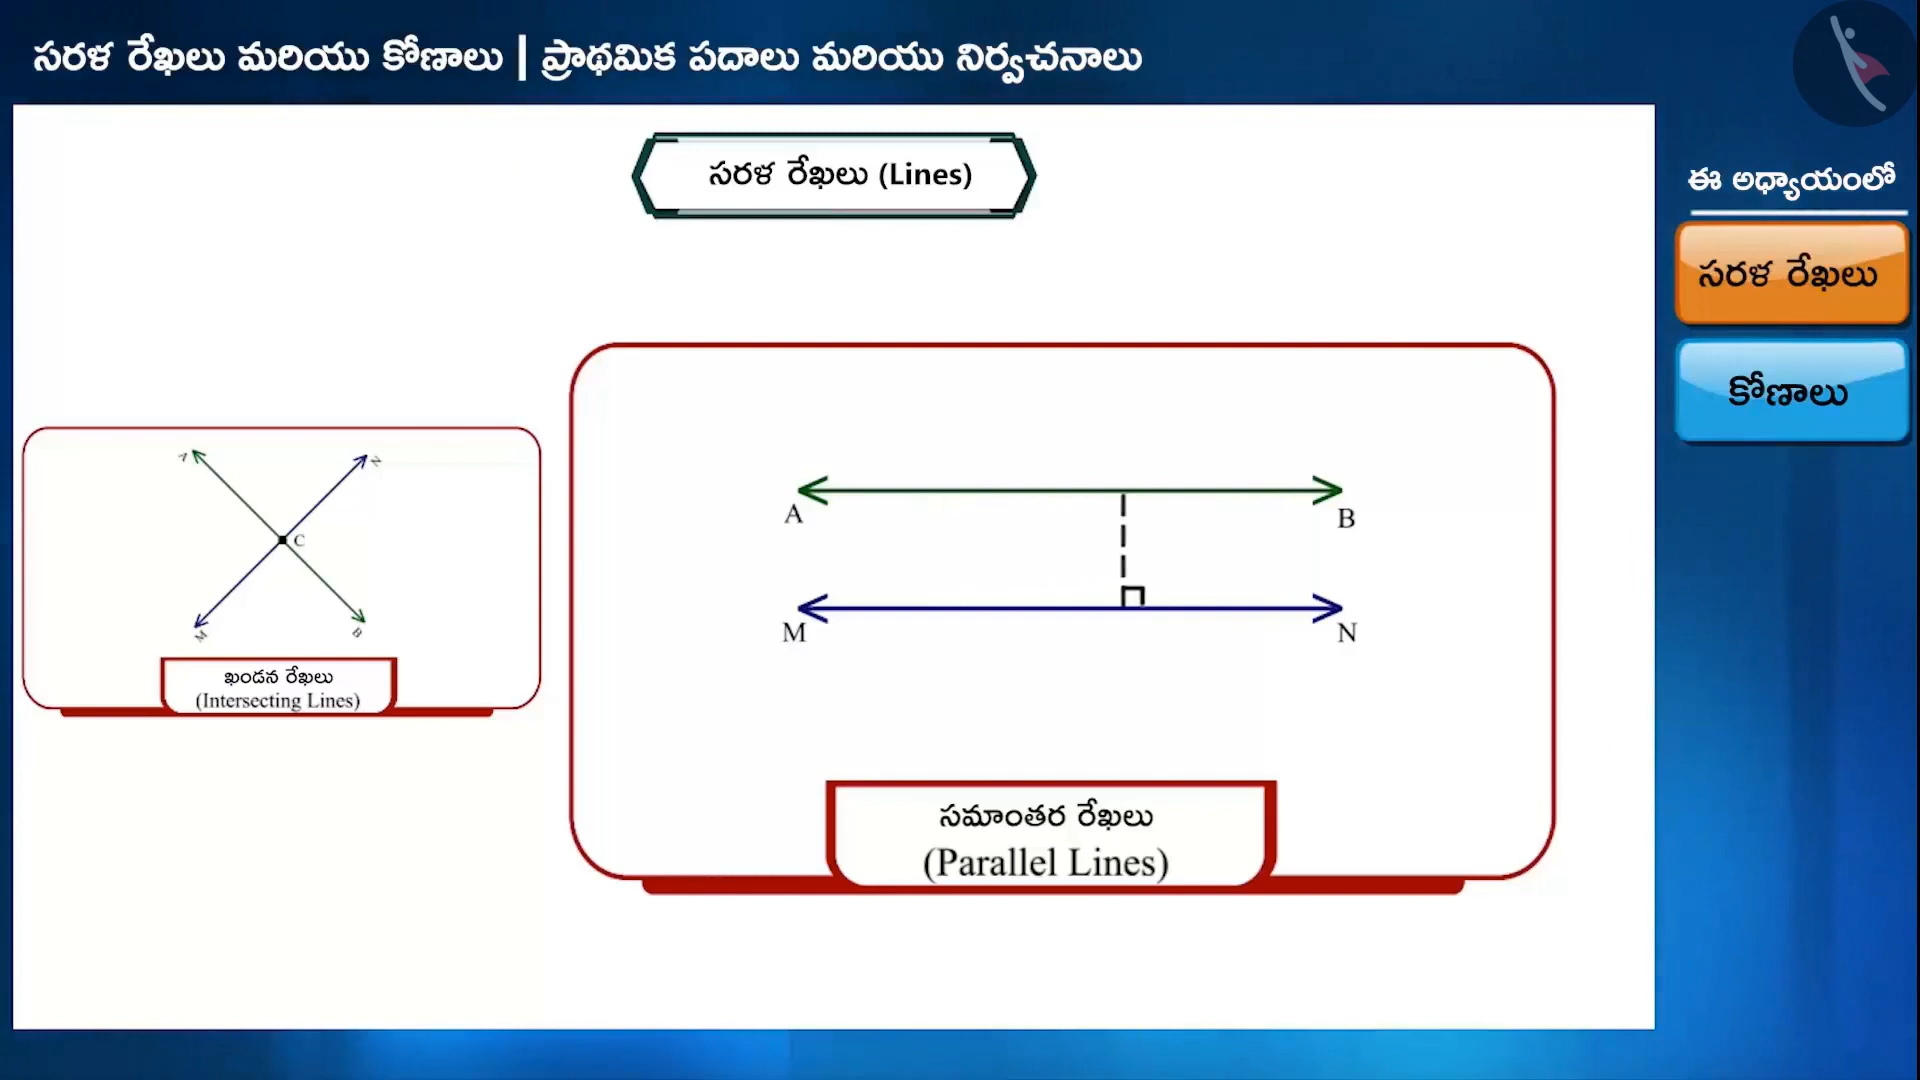 సరళ రేఖలు మరియు కోణాలు | ప్రాథమిక పదాలు మరియు నిర్వచనాలు
సరళ రేఖలు (Lines)
A
N
C
M
B
ఖండన రేఖలు
(Intersecting Lines)
A
B
M
N
సమాంతర రేఖలు
(Parallel Lines)
ఈ అధ్యాయంలో
సరళ రేఖలు
కోణాలు